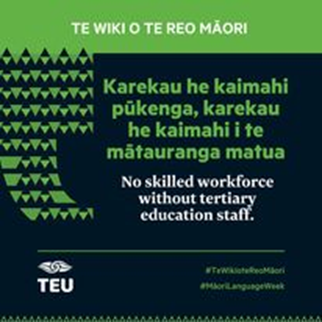 TE WIKI O TE REO MĀORI
Karekau he kaimahi
pūkenga, karekau
he kaimahi i te
mātauranga matua
No skilled workforce
without tertiary
education staff.
TEU
#TeWikioteReoMāori
#MāoriLanguageWeek